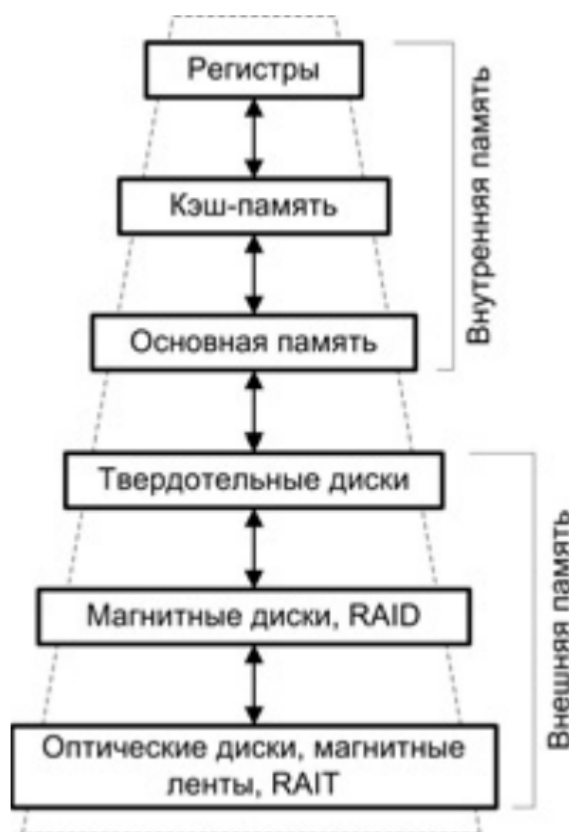 Регистры
Кэш-память
Основная память
Внутренняя память
Твердотельные диски
Магнитные диски, RAID
Оптические диски, магнитные
ленты, RAIT
Внешняя память